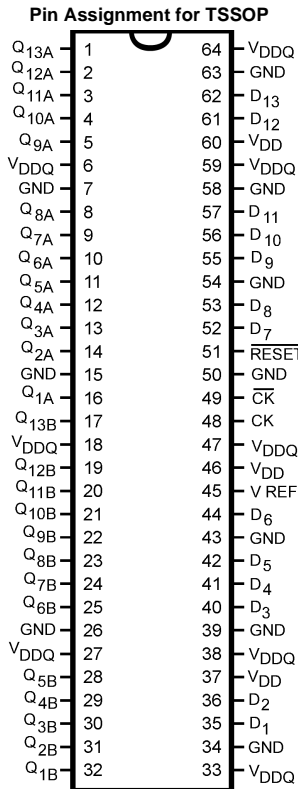 Pin Assignment for TSSOP
Q13A 1 64 VDDQ
Q12A 2 63 GND
Q11A 3 62 D13
Q10A 4 61 D12
Q9A 5 60 VDD
VDDQ 6 59 VDDQ
GND 7 58 GND
Q8A 8 57 D11
Q7A 9 56 D10
Q6A 10 55 D9
Q5A 11 54 GND
Q4A 12 53 D8
Q3A 13 52 D7
Q2A 14 51 RESET
GND 15 50 GND
Q1A 16 49 CK
Q13B 17 48 CK
VDDQ 18 47 VDDQ
Q12B 19 46 VDD
Q11B 20 45 V REF
Q10B 21 44 D6
Q9B 22 43 GND
Q8B 23 42 D5
Q7B 24 41 D4
Q6B 25 40 D3
GND 26 39 GND
VDDQ 27 38 VDDQ
Q5B 28 37 VDD
Q4B 29 36 D2
Q3B 30 35 D1
Q2B 31 34 GND
Q1B 32 33 VDDQ